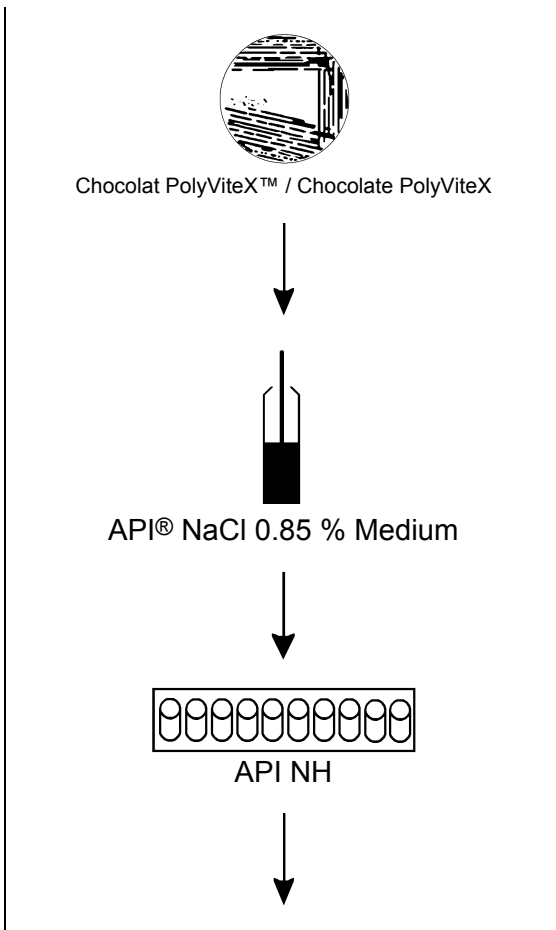 Chocolat PolyViteX™ / Chocolate PolyViteX
API® NaCl 0.85 % Medium
API NH